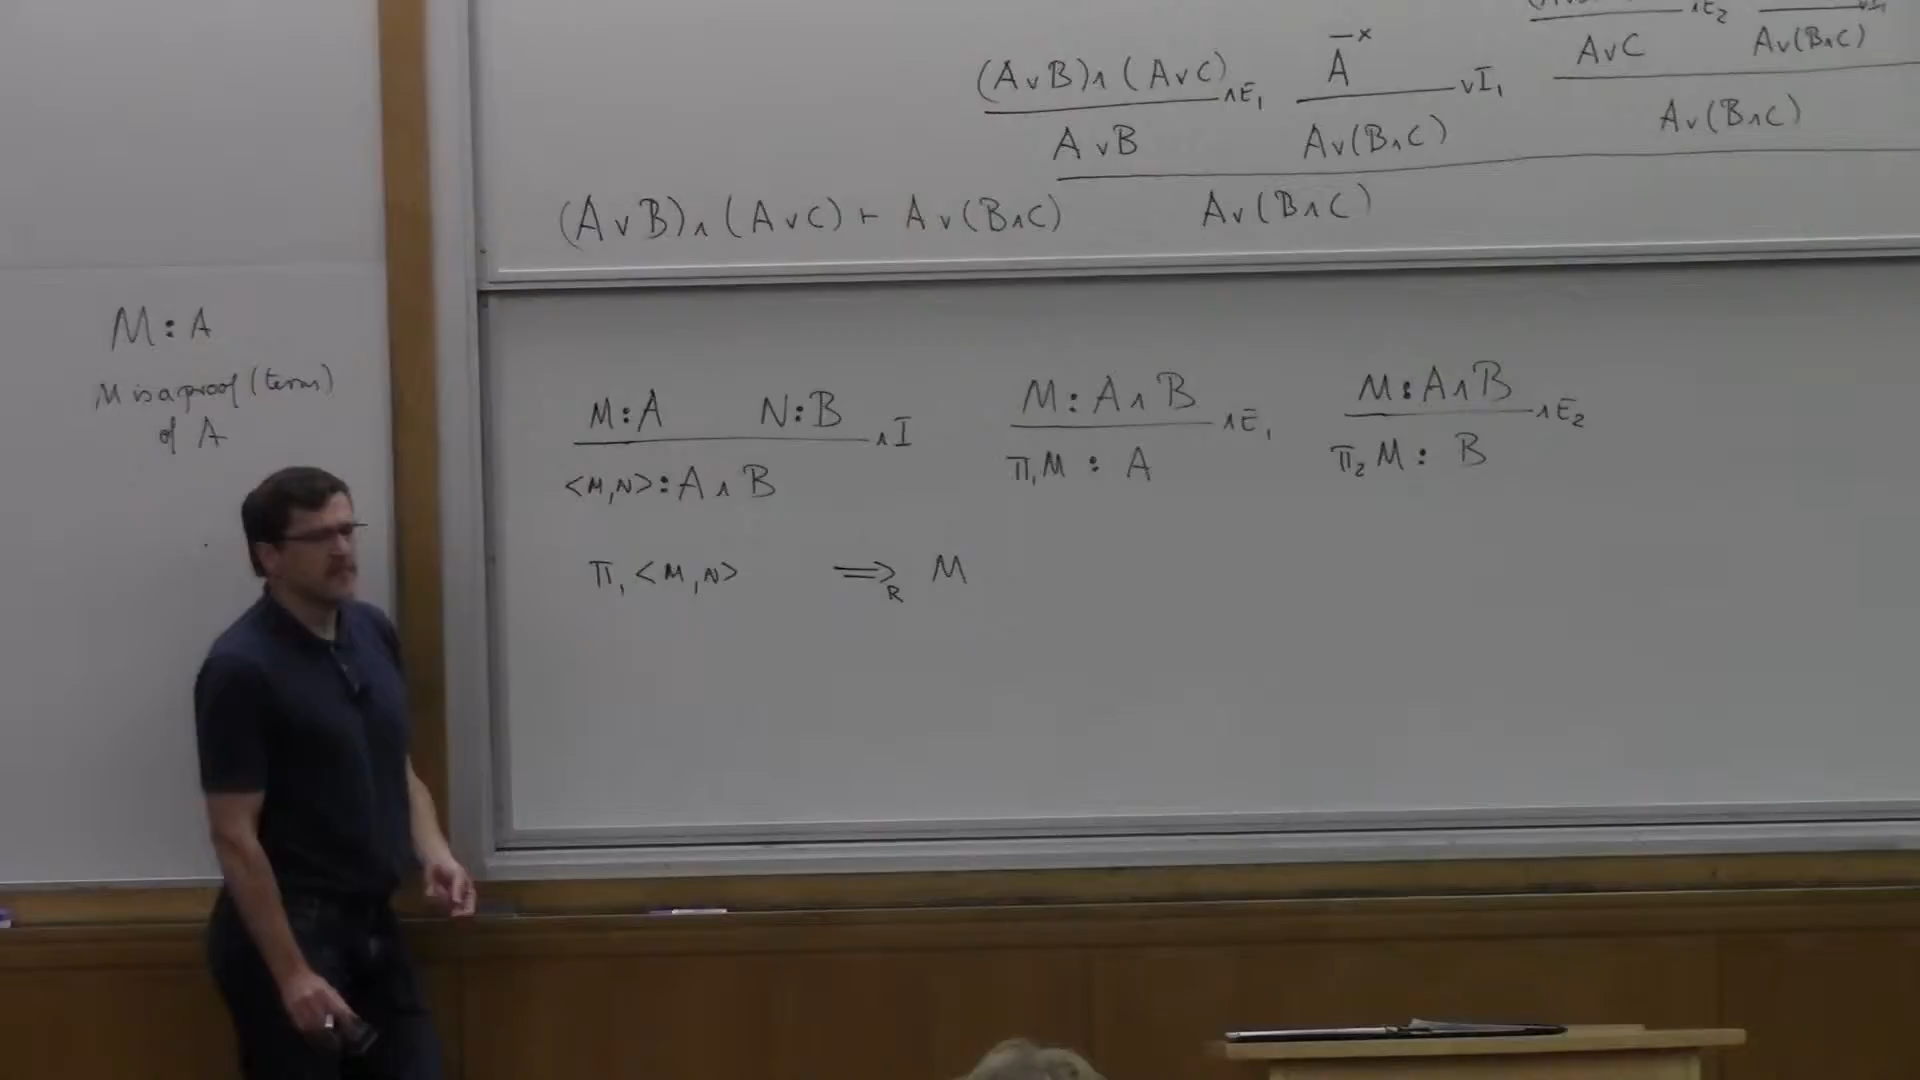 ∧E₂
A∨C A∨(B∧C)
A∨(B∧C)
(A∨B)∧(A∨C) ∧E₁ A̅ˣ ∨I₁
A∨B A∨(B∧C)
(A∨B)∧(A∨C) ⊢ A∨(B∧C) A∨(B∧C)
M : A
M is a proof (term)
of A
M : A N : B ∧I
<M,N> : A∧B
M : A∧B ∧E₁
π₁M : A
M : A∧B ∧E₂
π₂M : B
π₁<M,N> ⟹R M